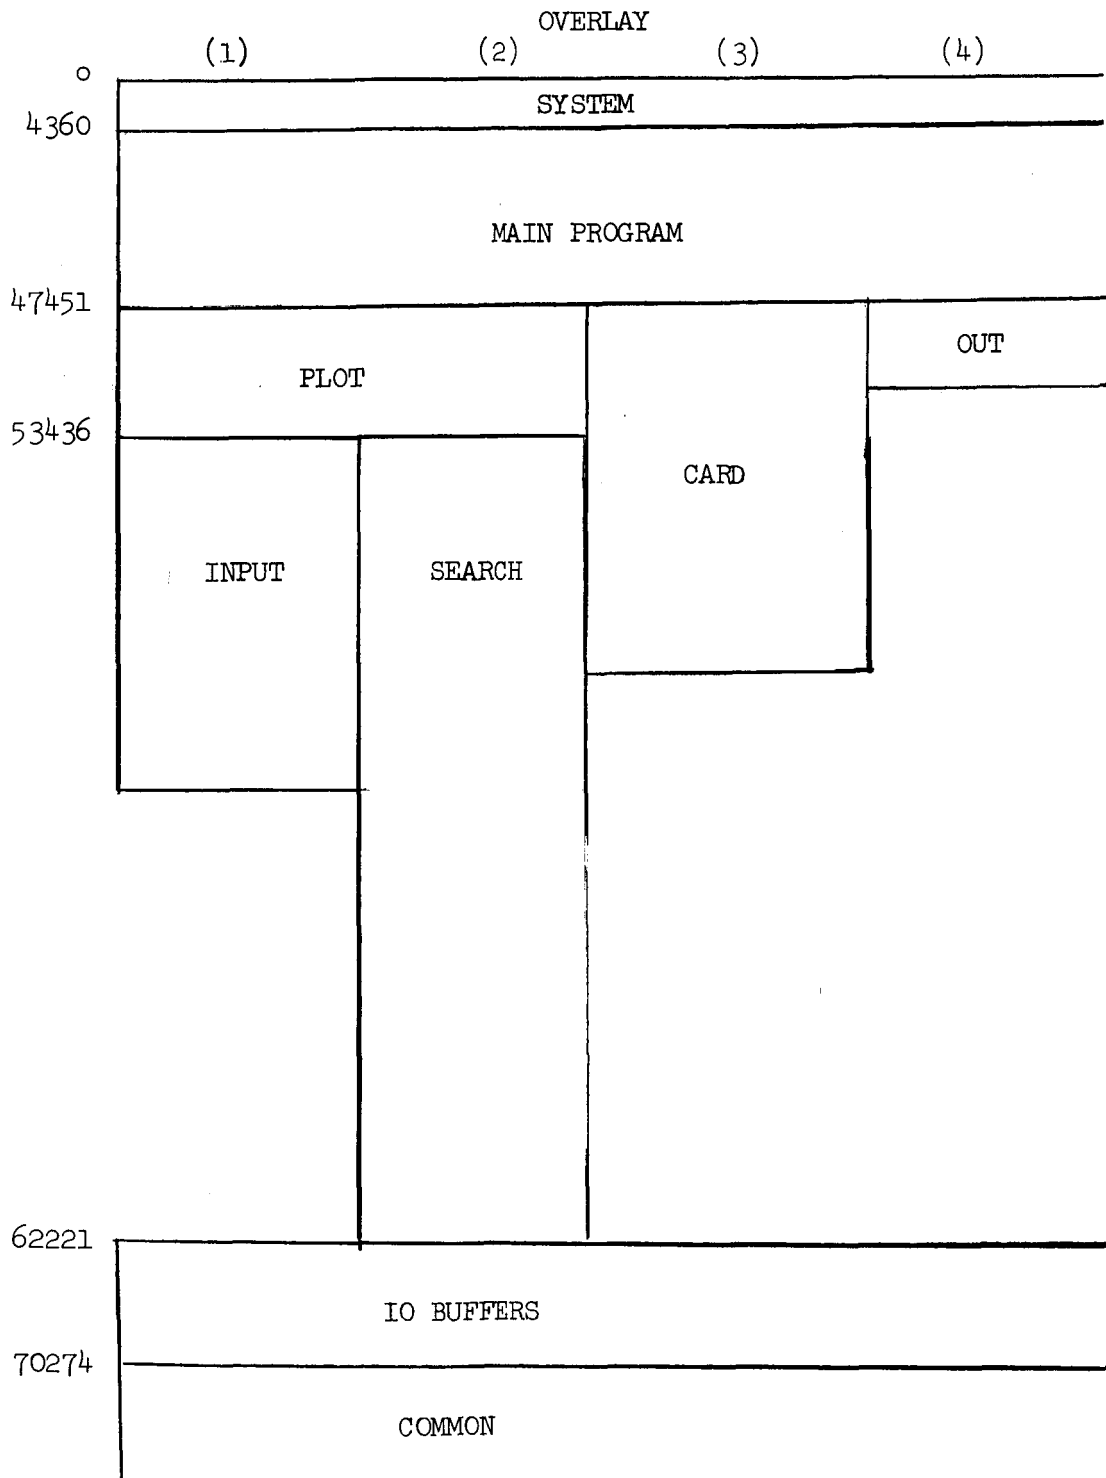 OVERLAY
(1) (2) (3) (4)
0
SYSTEM
4360
MAIN PROGRAM
47451
OUT
PLOT
53436
CARD
INPUT SEARCH
62221
IO BUFFERS
70274
COMMON